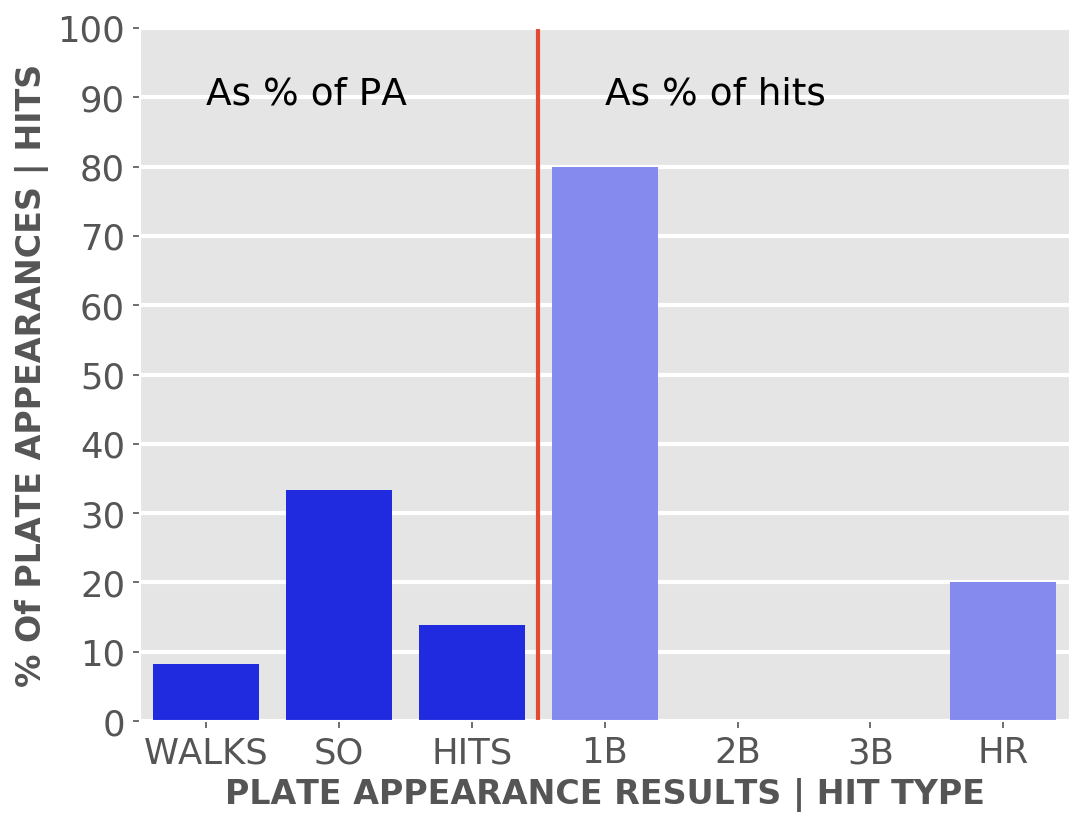 100
90
80
70
60
50
40
30
20
10
0
% Of PLATE APPEARANCES | HITS
As % of PA
As % of hits
WALKS SO HITS 1B 2B 3B HR
PLATE APPEARANCE RESULTS | HIT TYPE